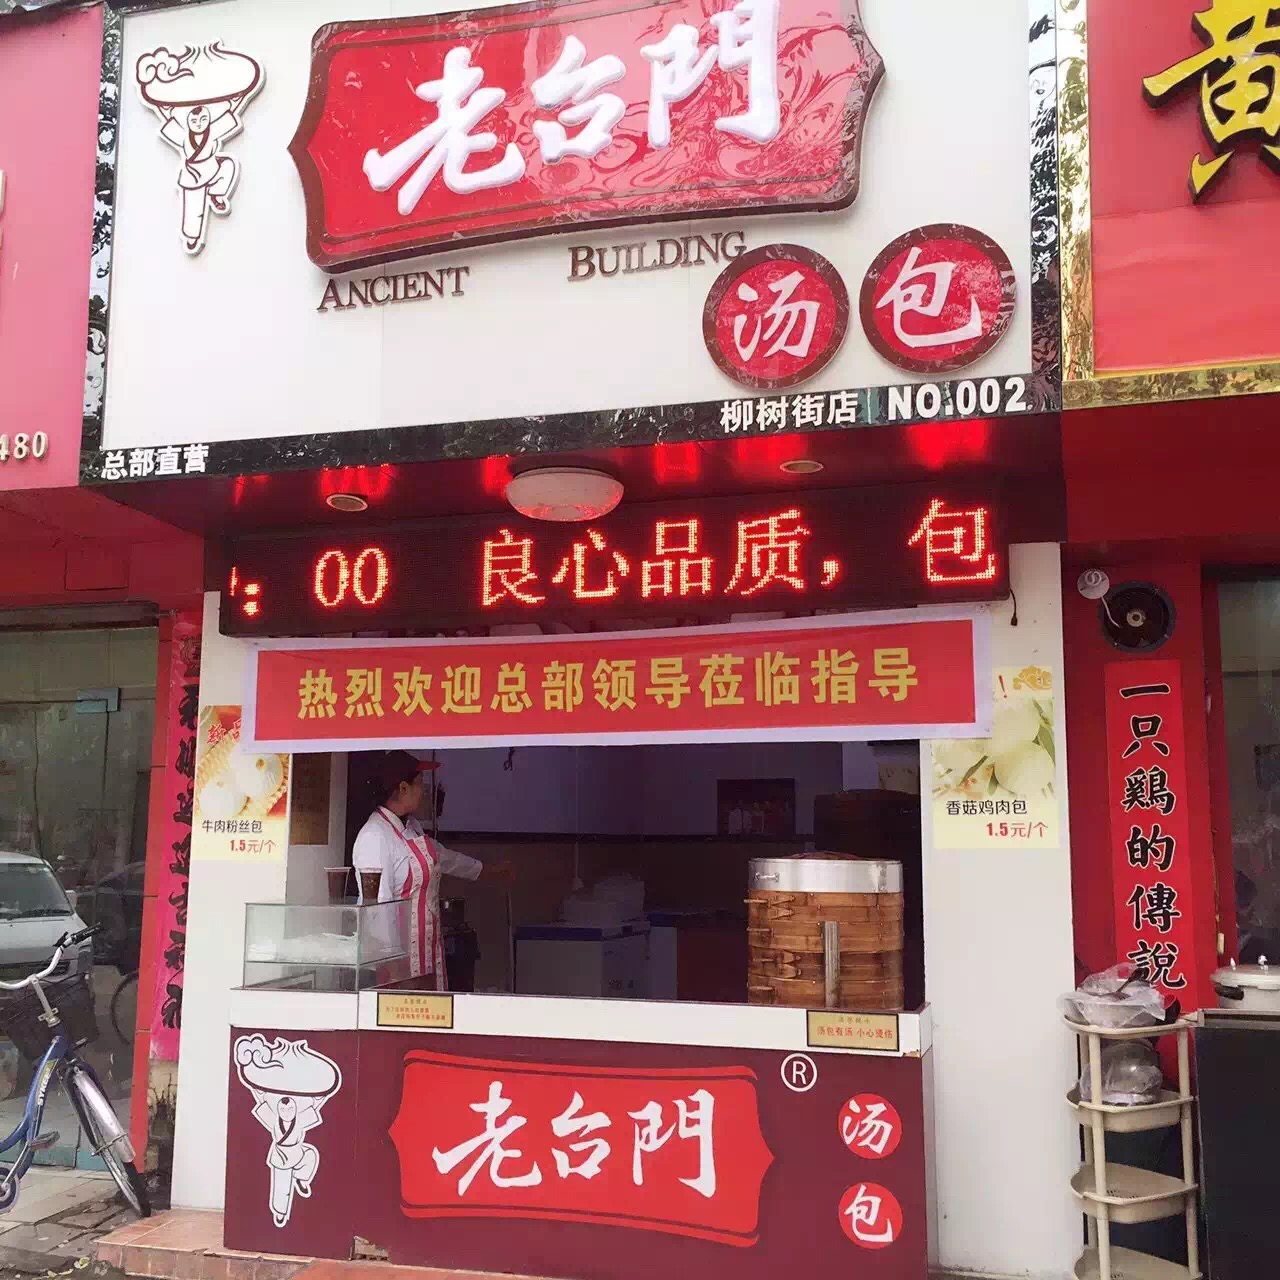 老台門
ANCIENT BUILDING
汤包
柳树街店 NO.002
总部直营
黄
480
: 00 良心品质，包
热烈欢迎总部领导莅临指导
牛肉粉丝包
1.5元/个
香菇鸡肉包
1.5元/个
一只鷄的傳說
汤包有汤 小心烫伤
老台門®
汤包